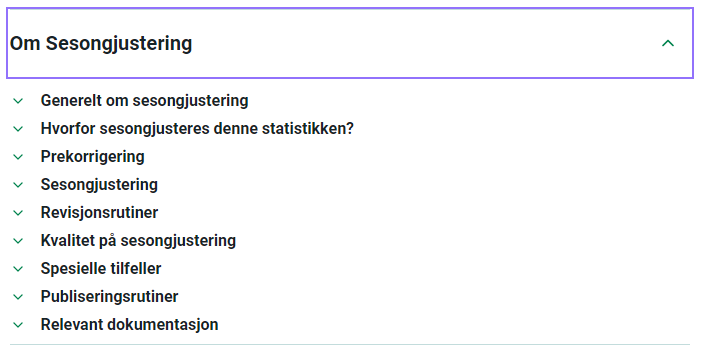 Om Sesongjustering
Generelt om sesongjustering
Hvorfor sesongjusteres denne statistikken?
Prekorrigering
Sesongjustering
Revisjonsrutiner
Kvalitet på sesongjustering
Spesielle tilfeller
Publiseringsrutiner
Relevant dokumentasjon